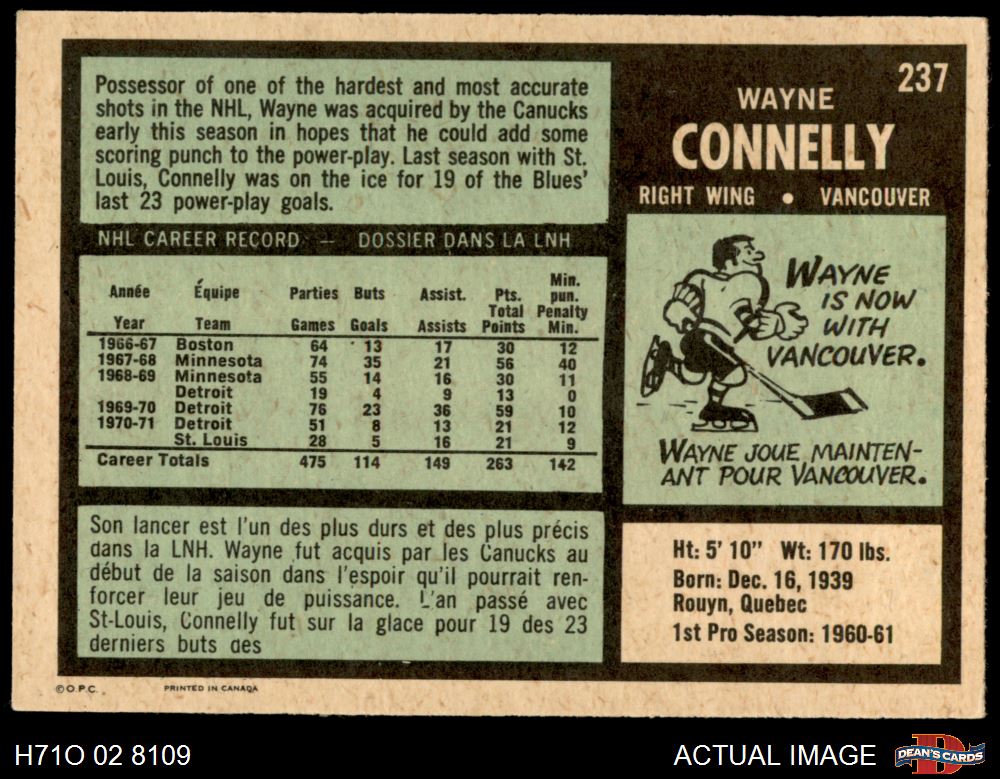 237
WAYNE
CONNELLY
RIGHT WING • VANCOUVER
Possessor of one of the hardest and most accurate
shots in the NHL, Wayne was acquired by the Canucks
early this season in hopes that he could add some
scoring punch to the power-play. Last season with St.
Louis, Connelly was on the ice for 19 of the Blues'
last 23 power-play goals.
NHL CAREER RECORD — DOSSIER DANS LA LNH
Année Équipe Parties Buts Assist. Pts. Min. pun.
Year Team Games Goals Assists Total Points Penalty Min.
1966-67 Boston 64 13 17 30 12
1967-68 Minnesota 74 35 21 56 40
1968-69 Minnesota 55 14 16 30 11
Detroit 19 4 9 13 0
1969-70 Detroit 76 23 36 59 10
1970-71 Detroit 51 8 13 21 12
St. Louis 28 5 16 21 9
Career Totals 475 114 149 263 142
WAYNE
IS NOW
WITH
VANCOUVER.
WAYNE JOUE MAINTEN-
ANT POUR VANCOUVER.
Son lancer est l'un des plus durs et des plus précis
dans la LNH. Wayne fut acquis par les Canucks au
début de la saison dans l'espoir qu'il pourrait ren-
forcer leur jeu de puissance. L'an passé avec
St-Louis, Connelly fut sur la glace pour 19 des 23
derniers buts des
Ht: 5' 10" Wt: 170 lbs.
Born: Dec. 16, 1939
Rouyn, Quebec
1st Pro Season: 1960-61
© O.P.C. PRINTED IN CANADA
H71O 02 8109
ACTUAL IMAGE
D
DEAN'S CARDS